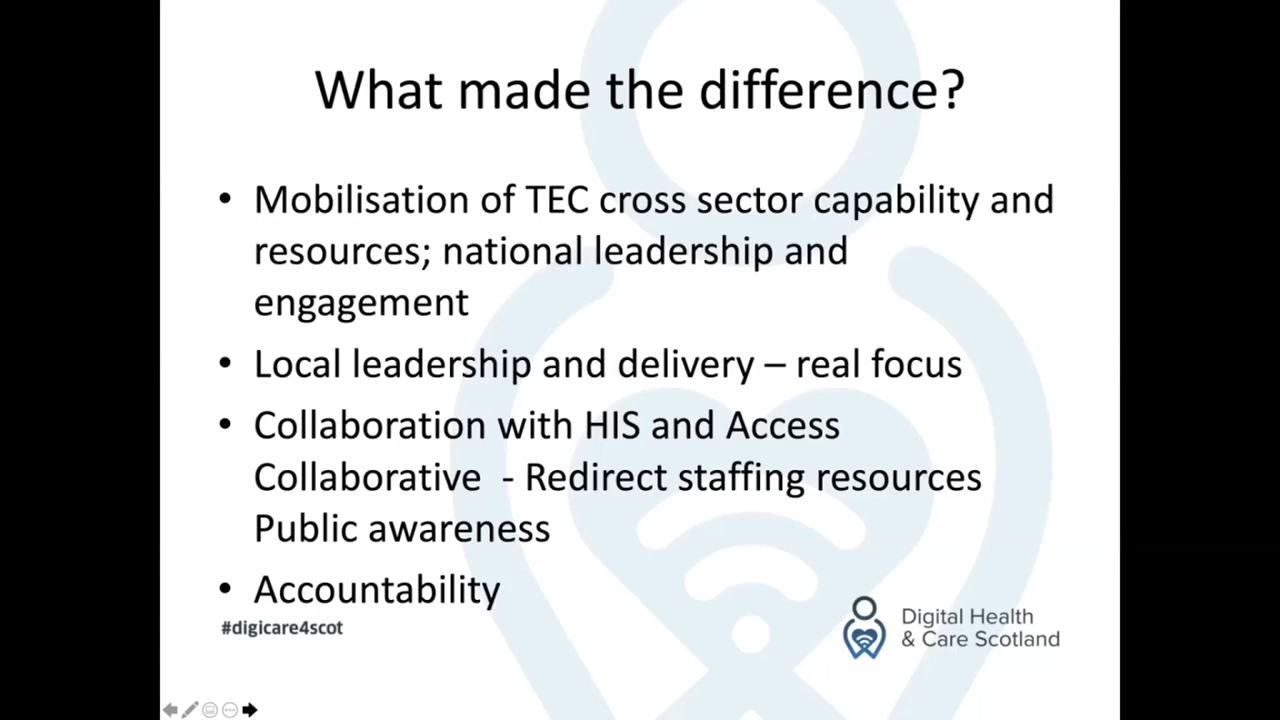 What made the difference?
• Mobilisation of TEC cross sector capability and
resources; national leadership and
engagement
• Local leadership and delivery – real focus
• Collaboration with HIS and Access
Collaborative  - Redirect staffing resources
Public awareness
• Accountability
#digicare4scot
Digital Health
& Care Scotland